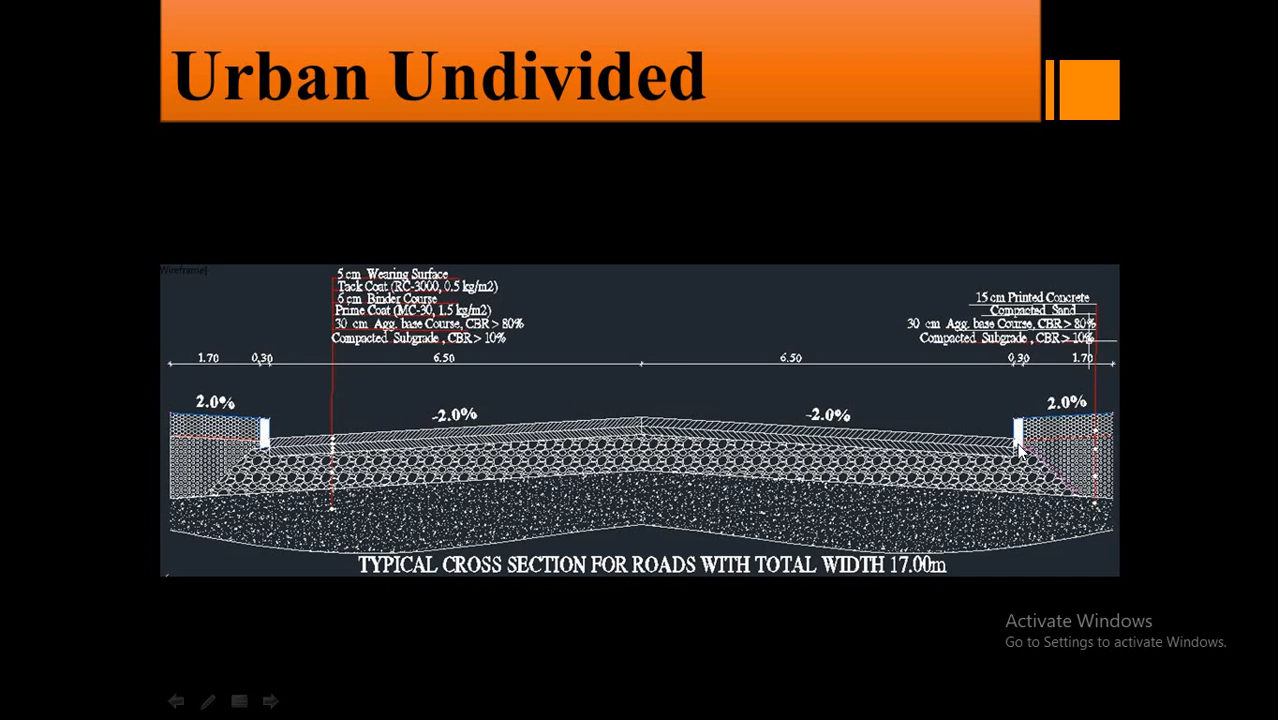 Urban Undivided
Wireframe]
5 cm Wearing Surface
Tack Coat (RC-3000, 0.5 kg/m2)
6 cm Binder Course
Prime Coat (MC-30, 1.5 kg/m2)
30 cm Agg. base Course, CBR > 80%
Compacted Subgrade , CBR > 10%
15 cm Printed Concrete
Compacted Sand
30 cm Agg. base Course, CBR > 80%
Compacted Subgrade , CBR > 10%
1.70 0,30 6.50 6.50 0,30 1.70
2.0% -2.0% -2.0% 2.0%
TYPICAL CROSS SECTION FOR ROADS WITH TOTAL WIDTH 17.00m
Activate Windows
Go to Settings to activate Windows.